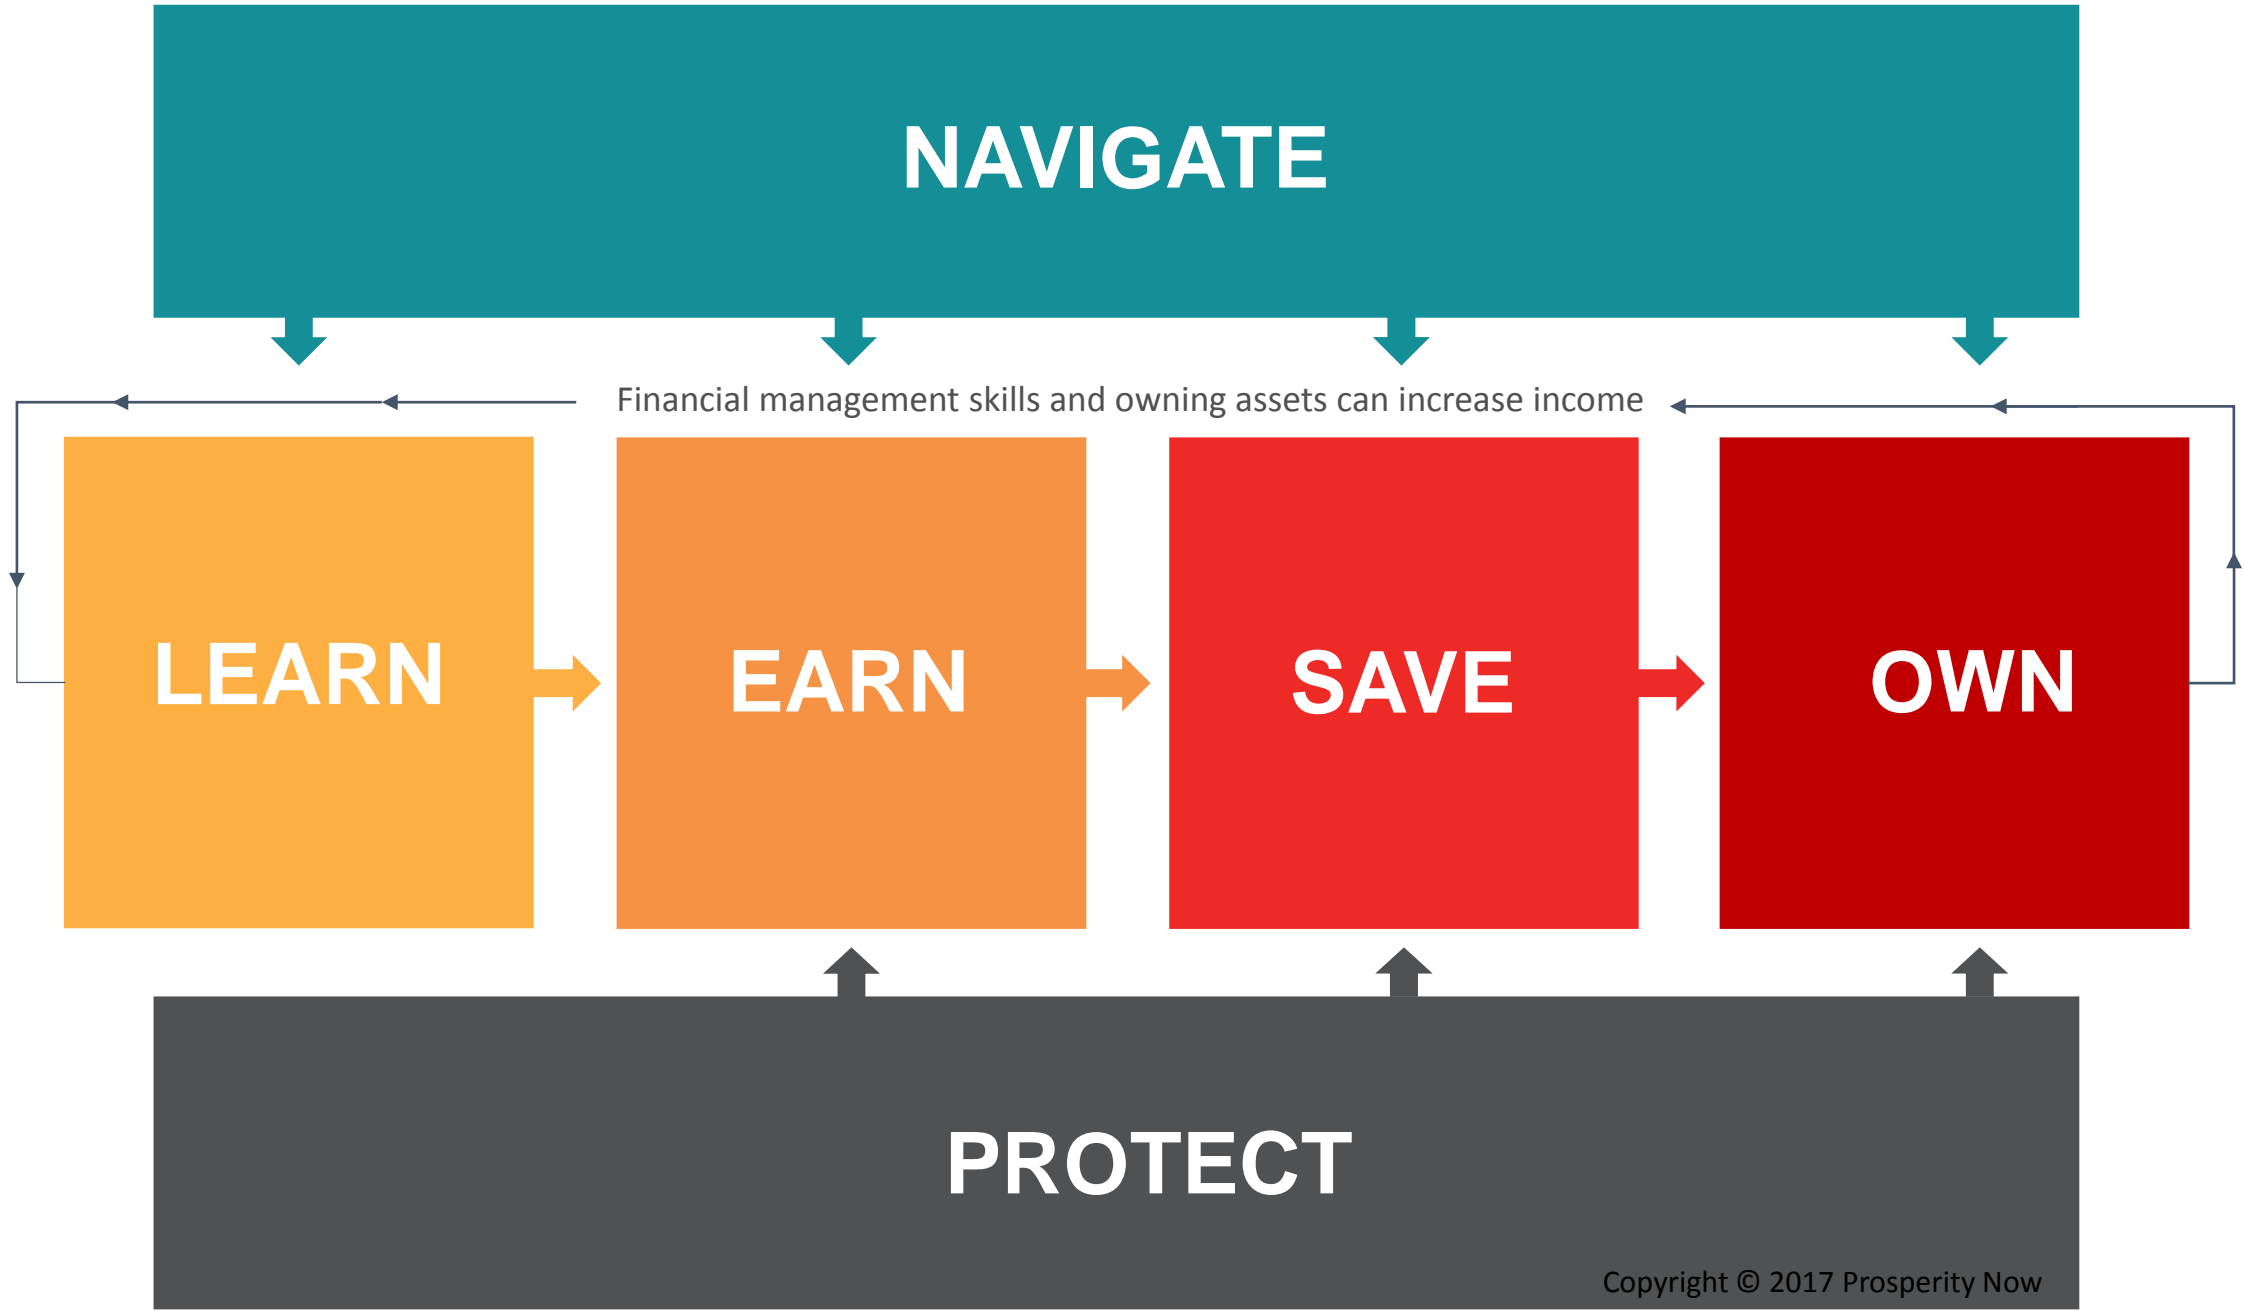 NAVIGATE
Financial management skills and owning assets can increase income
LEARN
EARN
SAVE
OWN
PROTECT
Copyright © 2017 Prosperity Now